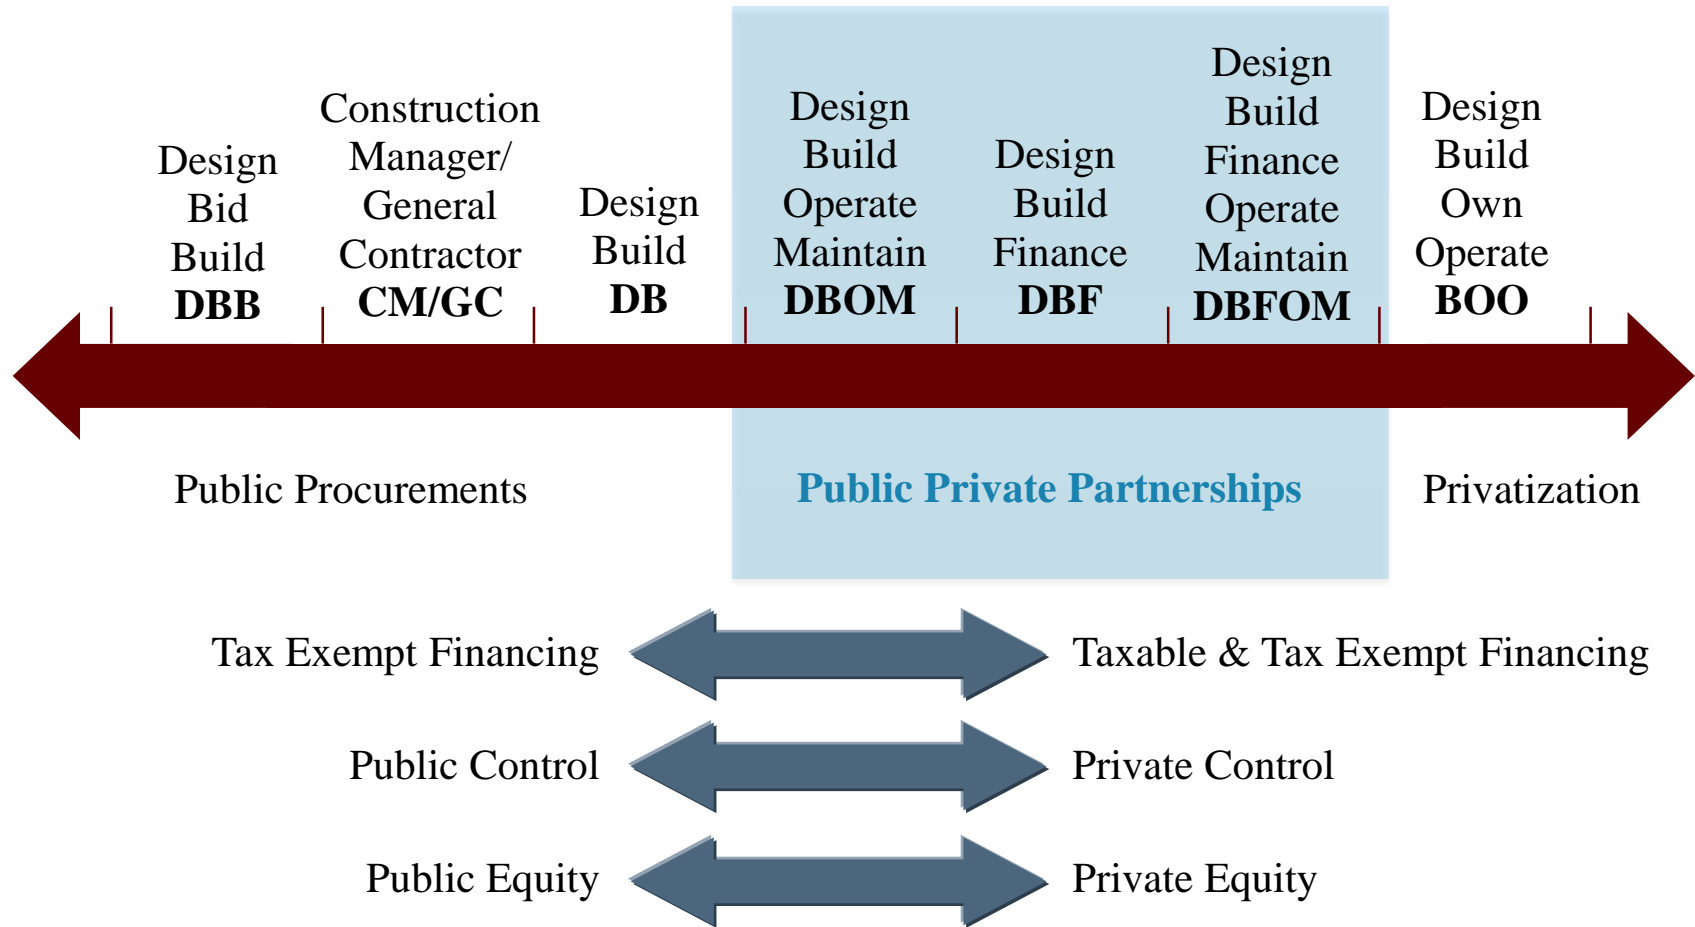 Design
Bid
Build
DBB
Construction
Manager/
General
Contractor
CM/GC
Design
Build
DB
Design
Build
Operate
Maintain
DBOM
Design
Build
Finance
DBF
Design
Build
Finance
Operate
Maintain
DBFOM
Design
Build
Own
Operate
BOO
Public Procurements
Public Private Partnerships
Privatization
Tax Exempt Financing
Taxable & Tax Exempt Financing
Public Control
Private Control
Public Equity
Private Equity